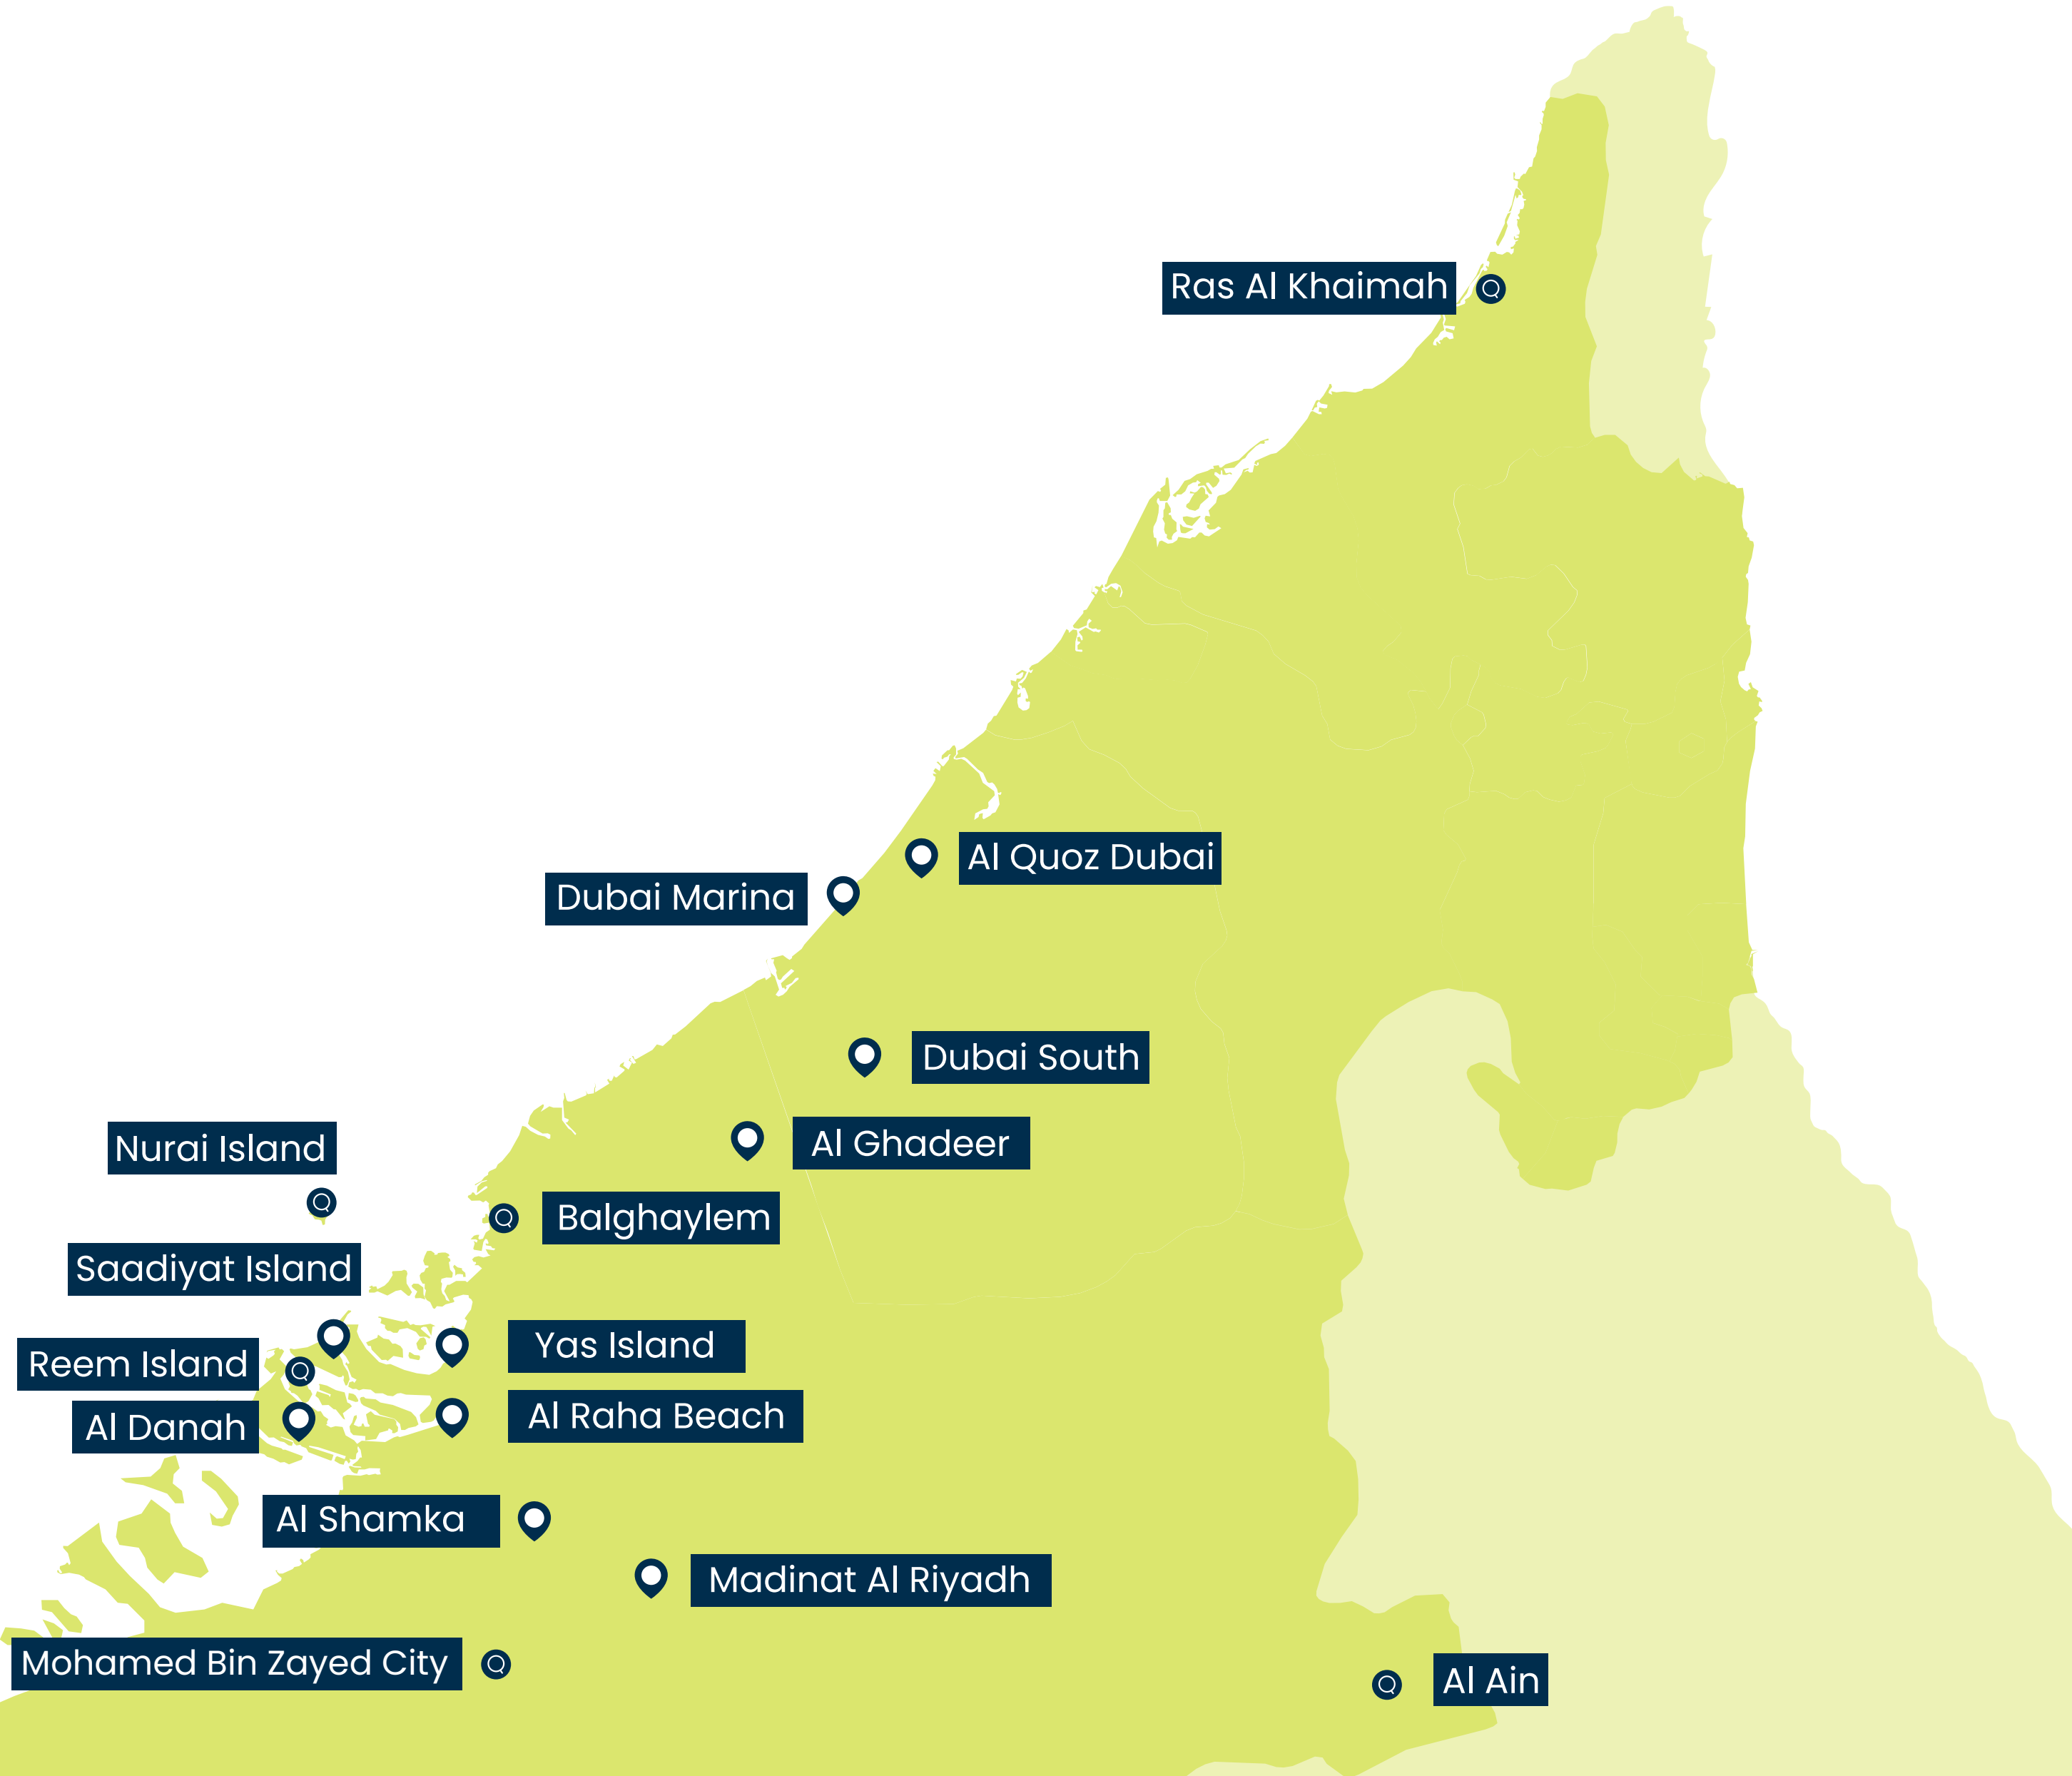 Ras Al Khaimah
Al Quoz Dubai
Dubai Marina
Dubai South
Al Ghadeer
Nurai Island
Balghaylem
Saadiyat Island
Yas Island
Reem Island
Al Raha Beach
Al Danah
Al Shamka
Madinat Al Riyadh
Mohamed Bin Zayed City
Al Ain